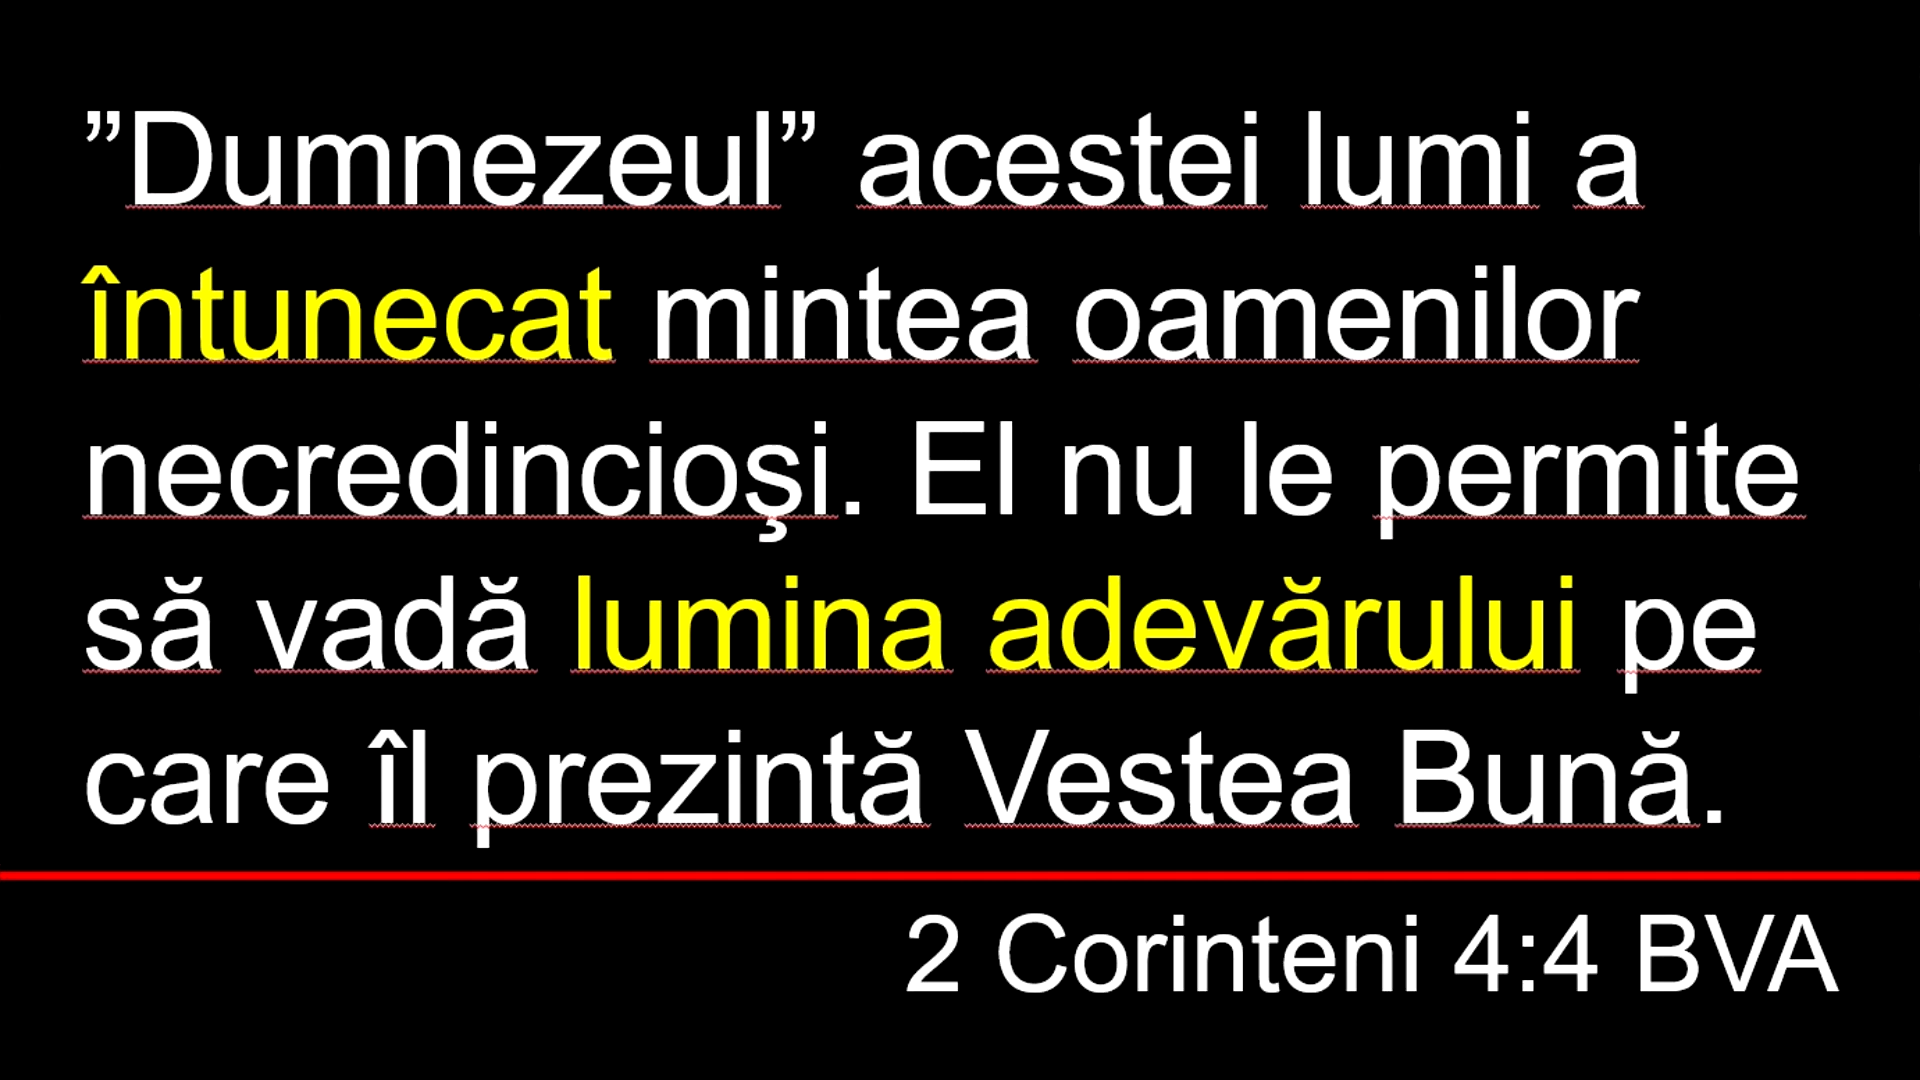 ”Dumnezeul” acestei lumi a
întunecat mintea oamenilor
necredincioşi. El nu le permite
să vadă lumina adevărului pe
care îl prezintă Vestea Bună.
2 Corinteni 4:4 BVA